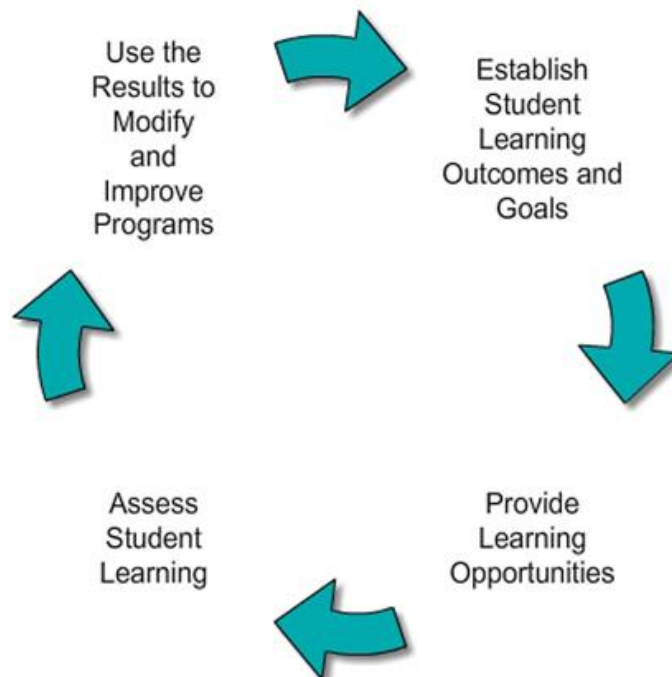 Use the
Results to
Modify
and
Improve
Programs
Establish
Student
Learning
Outcomes and
Goals
Provide
Learning
Opportunities
Assess
Student
Learning